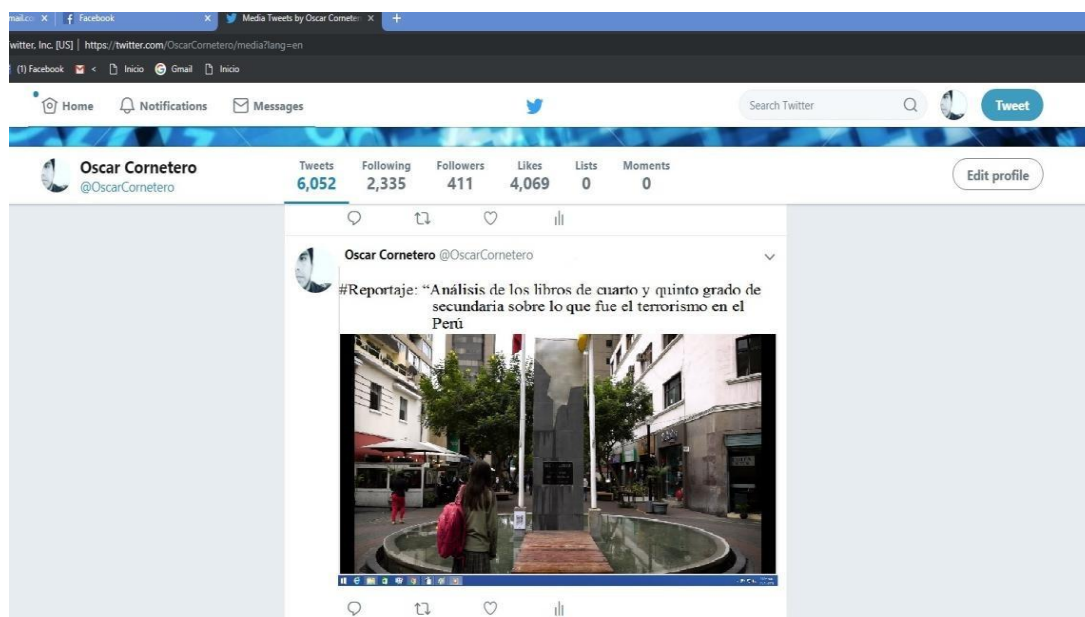 mail.co X Facebook X Media Tweets by Oscar Corneter X +
witter, Inc. [US] | https://twitter.com/OscarCornetero/media?lang=en
(1) Facebook < Inicio Gmail Inicio
Home Notifications Messages Search Twitter Tweet
Oscar Cornetero
@OscarCornetero
Tweets Following Followers Likes Lists Moments
6,052 2,335 411 4,069 0 0
Edit profile
Oscar Cornetero @OscarCornetero
#Reportaje: “Análisis de los libros de cuarto y quinto grado de
secundaria sobre lo que fue el terrorismo en el
Perú